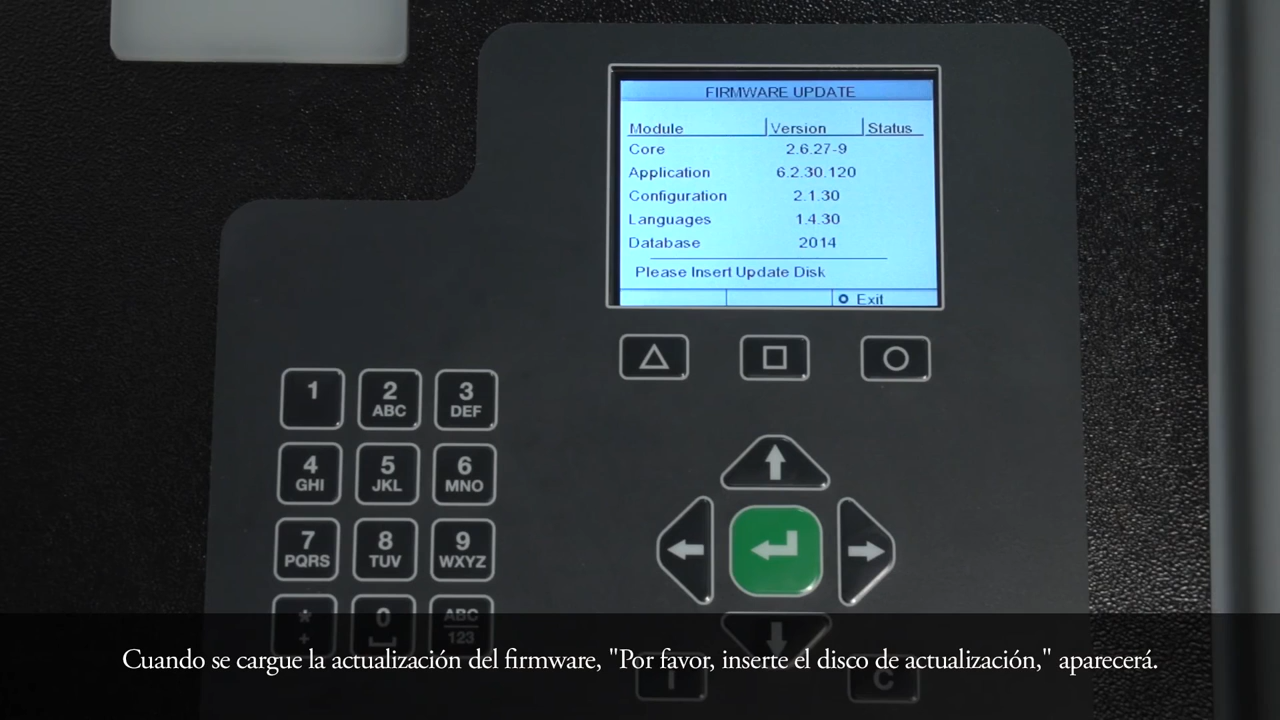 FIRMWARE UPDATE
Module Version Status
Core 2.6.27-9
Application 6.2.30.120
Configuration 2.1.30
Languages 1.4.30
Database 2014
Please Insert Update Disk
Exit
1 2 3
ABC DEF
4 5 6
GHI JKL MNO
7 8 9
PQRS TUV WXYZ
* 0 ABC
+ 123
Cuando se cargue la actualización del firmware, "Por favor, inserte el disco de actualización," aparecerá.
I C